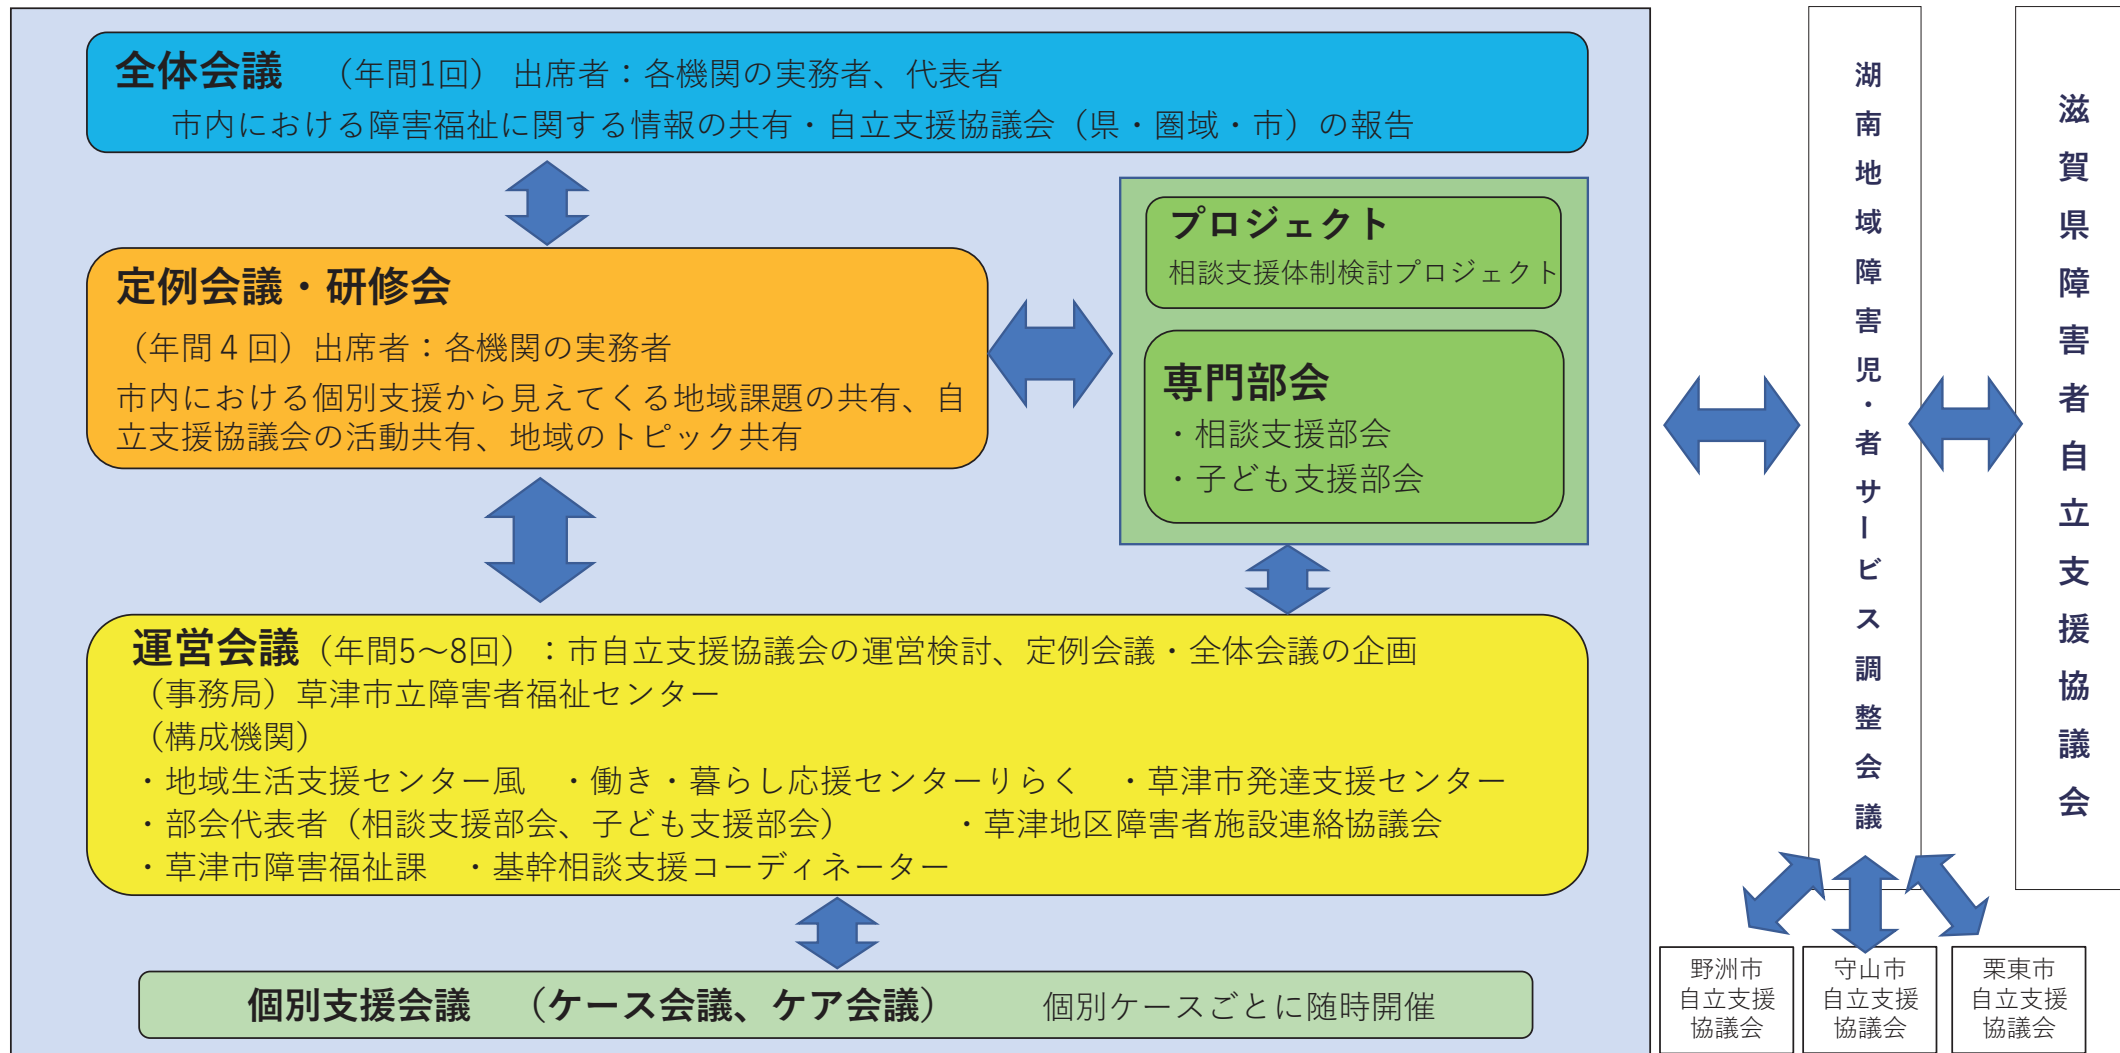 全体会議　（年間1回） 出席者：各機関の実務者、代表者
市内における障害福祉に関する情報の共有・自立支援協議会（県・圏域・市）の報告
定例会議・研修会
（年間４回）出席者：各機関の実務者
市内における個別支援から見えてくる地域課題の共有、自
立支援協議会の活動共有、地域のトピック共有
プロジェクト
相談支援体制検討プロジェクト
専門部会
・相談支援部会
・子ども支援部会
運営会議（年間5～8回）：市自立支援協議会の運営検討、定例会議・全体会議の企画
（事務局）草津市立障害者福祉センター
（構成機関）
・地域生活支援センター風　・働き・暮らし応援センターりらく　・草津市発達支援センター
・部会代表者（相談支援部会、子ども支援部会）　　　・草津地区障害者施設連絡協議会
・草津市障害福祉課　・基幹相談支援コーディネーター
個別支援会議　（ケース会議、ケア会議）　　個別ケースごとに随時開催
湖南地域障害児・者サービス調整会議
滋賀県障害者自立支援協議会
野洲市
自立支援
協議会
守山市
自立支援
協議会
栗東市
自立支援
協議会